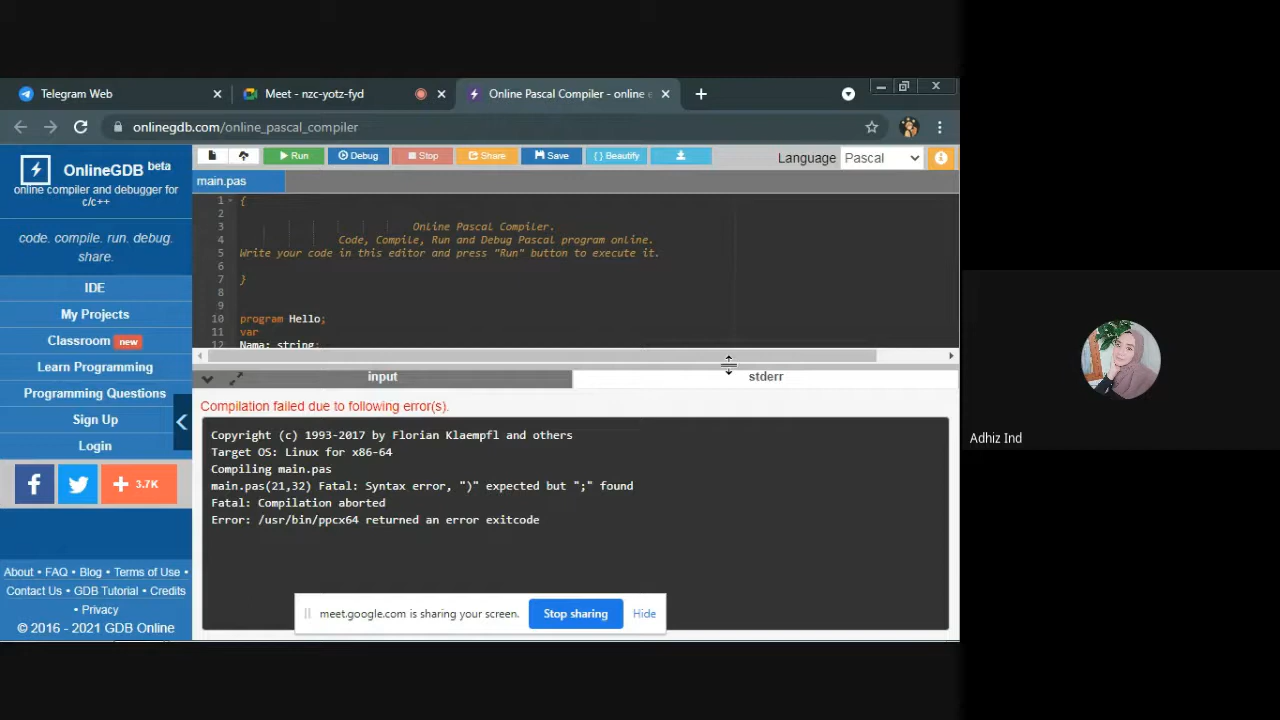 Telegram Web
Meet - nzc-yotz-fyd
Online Pascal Compiler - online e
onlinegdb.com/online_pascal_compiler
OnlineGDB beta
online compiler and debugger for
c/c++
code. compile. run. debug.
share.
IDE
My Projects
Classroom new
Learn Programming
Programming Questions
Sign Up
Login
3.7K
About • FAQ • Blog • Terms of Use •
Contact Us • GDB Tutorial • Credits
• Privacy
© 2016 - 2021 GDB Online
Run
Debug
Stop
Share
Save
{ } Beautify
Language Pascal
main.pas
1 {
2
3 Online Pascal Compiler.
4 Code, Compile, Run and Debug Pascal program online.
5 Write your code in this editor and press "Run" button to execute it.
6
7 }
8
9
10 program Hello;
11 var
12 Nama: string;
input
stderr
Compilation failed due to following error(s).
Copyright (c) 1993-2017 by Florian Klaempfl and others
Target OS: Linux for x86-64
Compiling main.pas
main.pas(21,32) Fatal: Syntax error, ")" expected but ";" found
Fatal: Compilation aborted
Error: /usr/bin/ppcx64 returned an error exitcode
meet.google.com is sharing your screen.
Stop sharing
Hide
Adhiz Ind